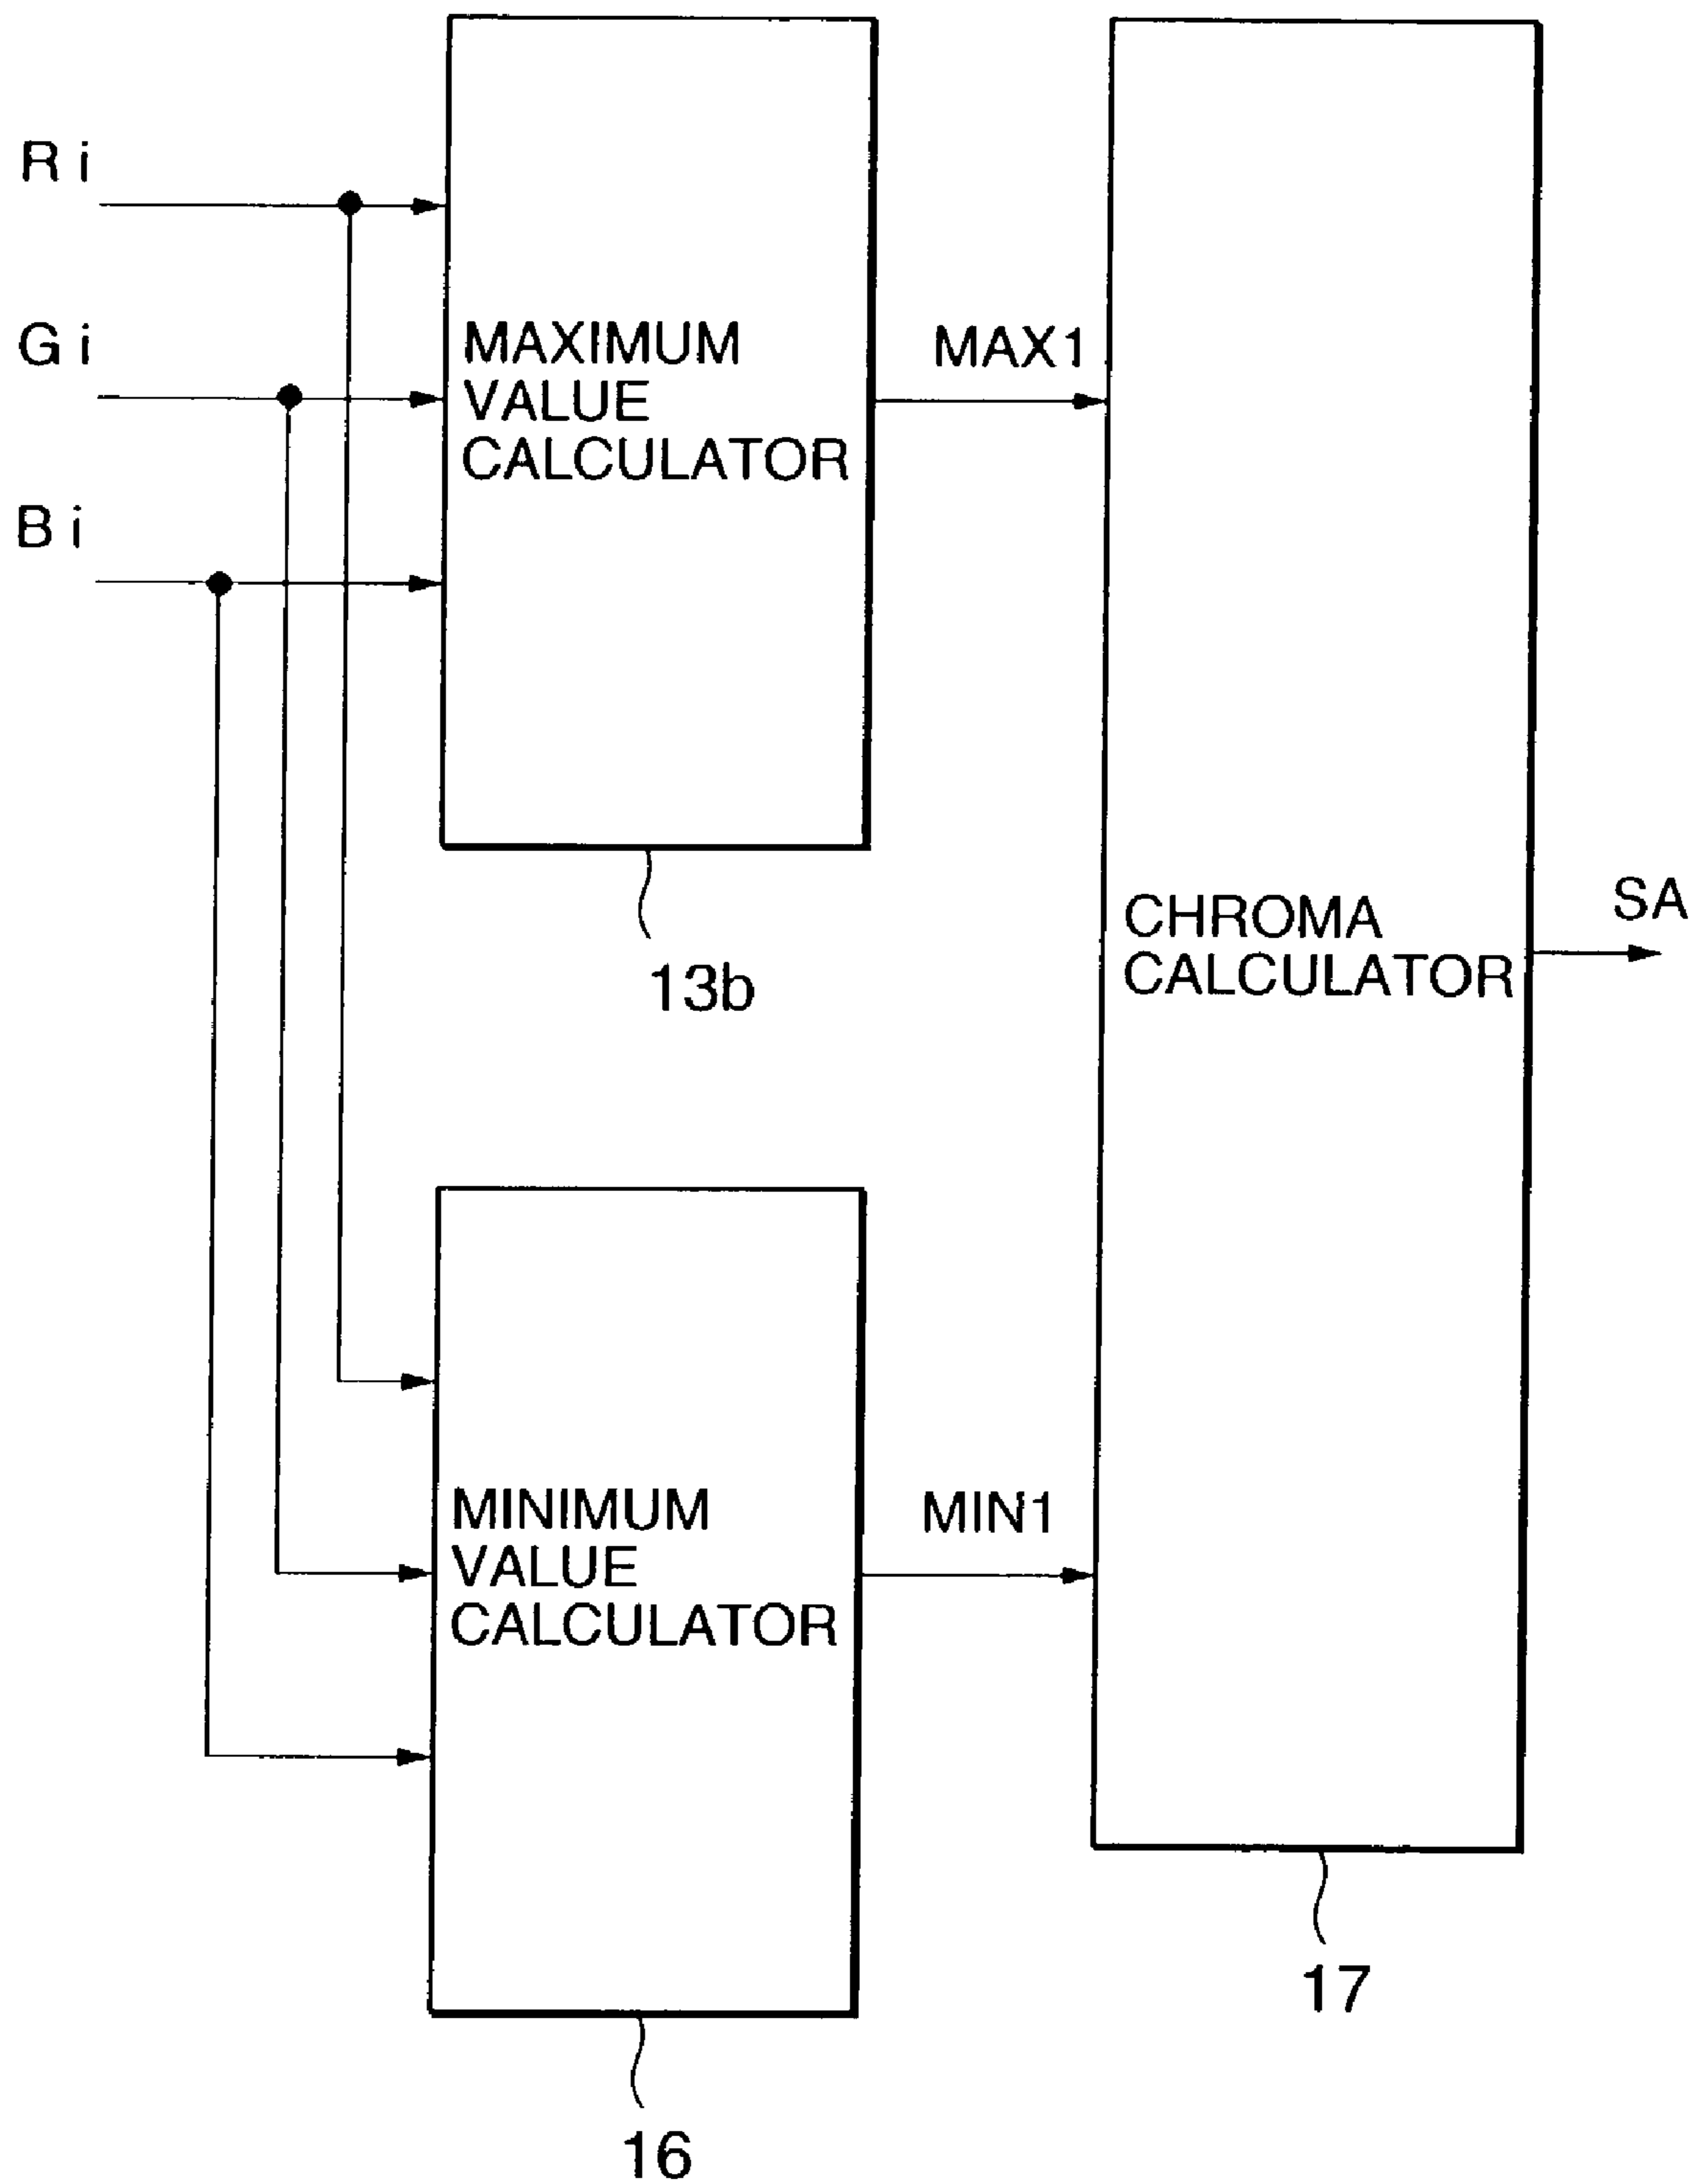 R i
G i
B i
MAXIMUM
VALUE
CALCULATOR
MAX1
13b
CHROMA
CALCULATOR
SA
MINIMUM
VALUE
CALCULATOR
MIN1
17
16